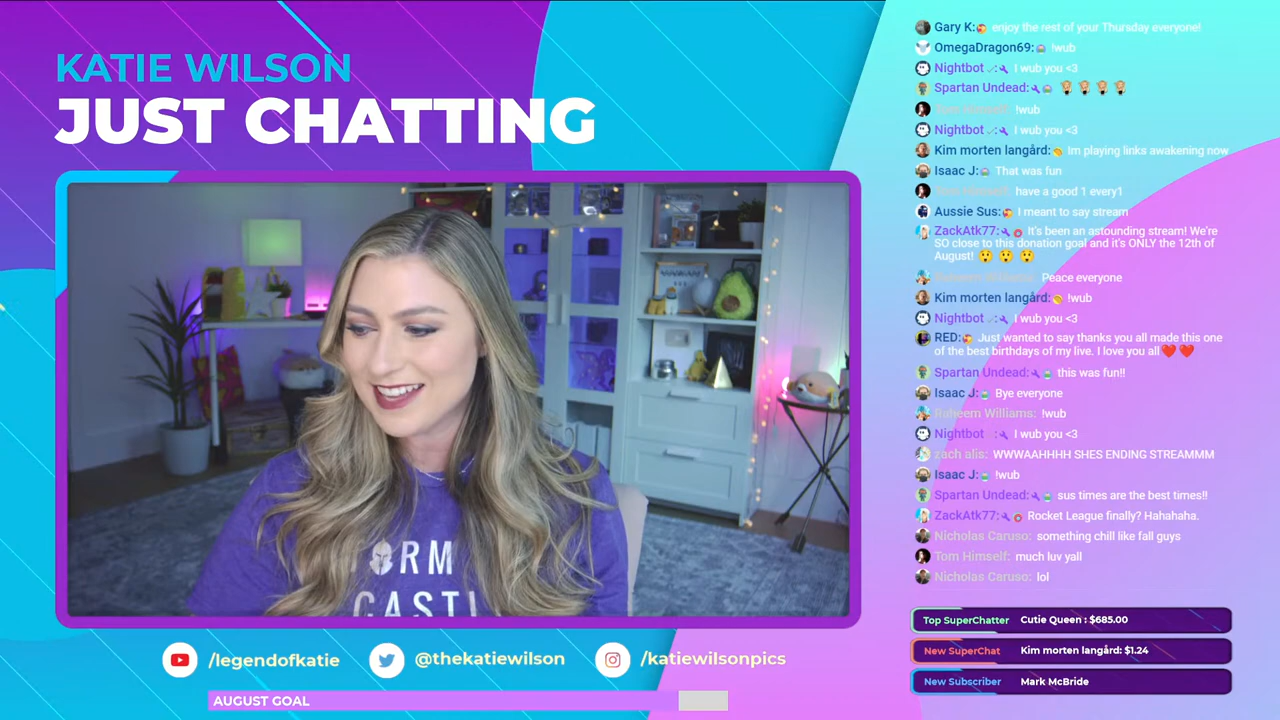 KATIE WILSON
JUST CHATTING
ORM
CASTL
/legendofkatie
@thekatiewilson
/katiewilsonpics
AUGUST GOAL
Gary K: enjoy the rest of your Thursday everyone!
OmegaDragon69: !wub
Nightbot : I wub you <3
Spartan Undead:
Tom Himself: !wub
Nightbot : I wub you <3
Kim morten langård: Im playing links awakening now
Isaac J: That was fun
Tom Himself: have a good 1 every1
Aussie Sus: I meant to say stream
ZackAtk77: It's been an astounding stream! We're
SO close to this donation goal and it's ONLY the 12th of
August!
Raheem Williams: Peace everyone
Kim morten langård: !wub
Nightbot : I wub you <3
RED: Just wanted to say thanks you all made this one
of the best birthdays of my live. I love you all
Spartan Undead: this was fun!!
Isaac J: Bye everyone
Raheem Williams: !wub
Nightbot : I wub you <3
zach alis: WWWAAHHHH SHES ENDING STREAMMM
Isaac J: !wub
Spartan Undead: sus times are the best times!!
ZackAtk77: Rocket League finally? Hahahaha.
Nicholas Caruso: something chill like fall guys
Tom Himself: much luv yall
Nicholas Caruso: lol
Top SuperChatter Cutie Queen : $685.00
New SuperChat Kim morten langård: $1.24
New Subscriber Mark McBride